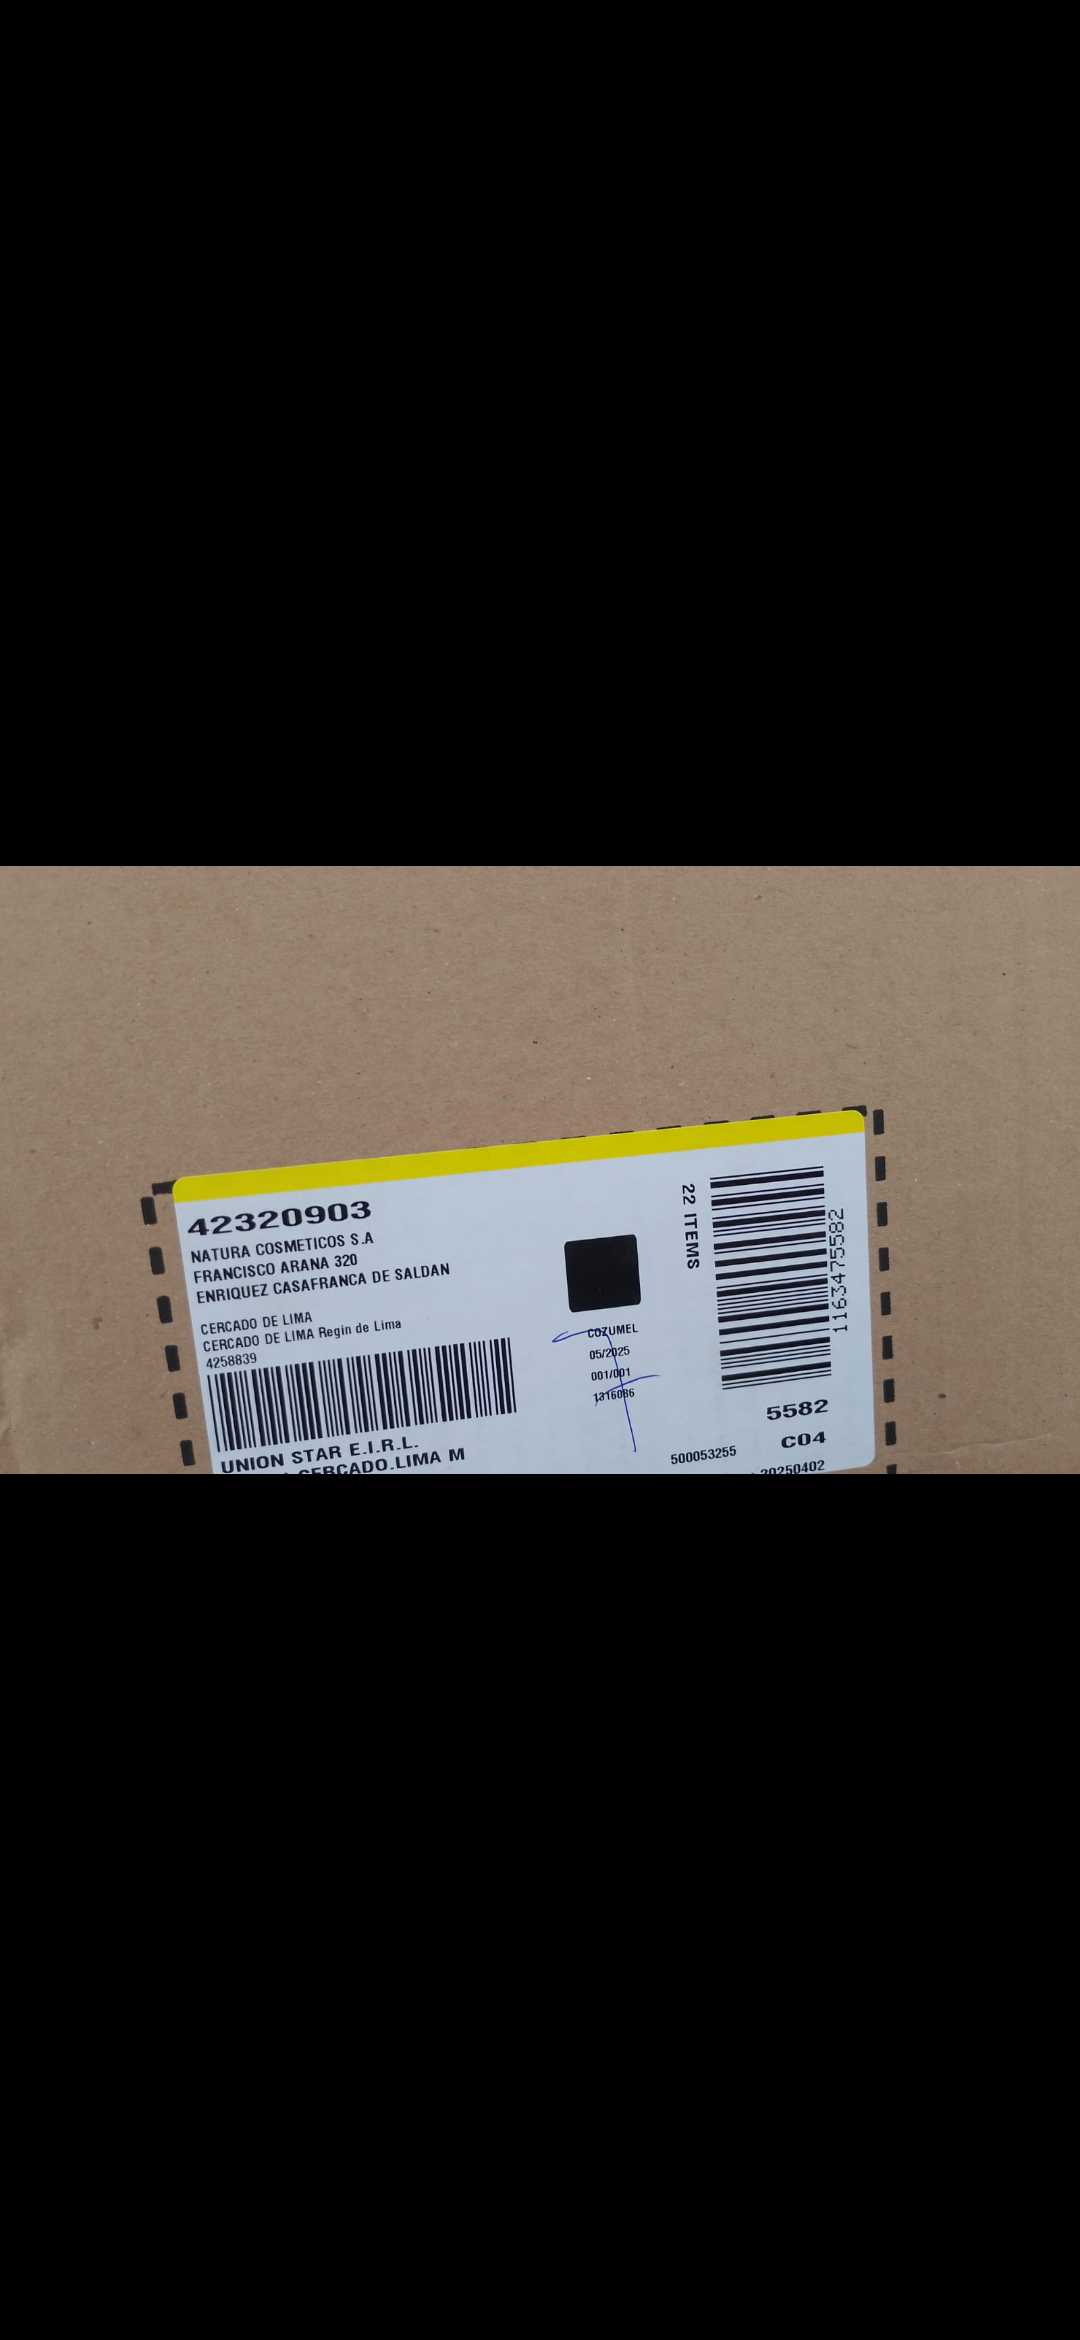 42320903
NATURA COSMETICOS S.A
FRANCISCO ARANA 320
ENRIQUEZ CASAFRANCA DE SALDAN
CERCADO DE LIMA
CERCADO DE LIMA Regin de Lima
4258839
UNION STAR E.I.R.L.
CERCADO.LIMA M
COZUMEL
05/2025
001/001
1316086
22 ITEMS
1163475582
5582
C04
500053255
20250402